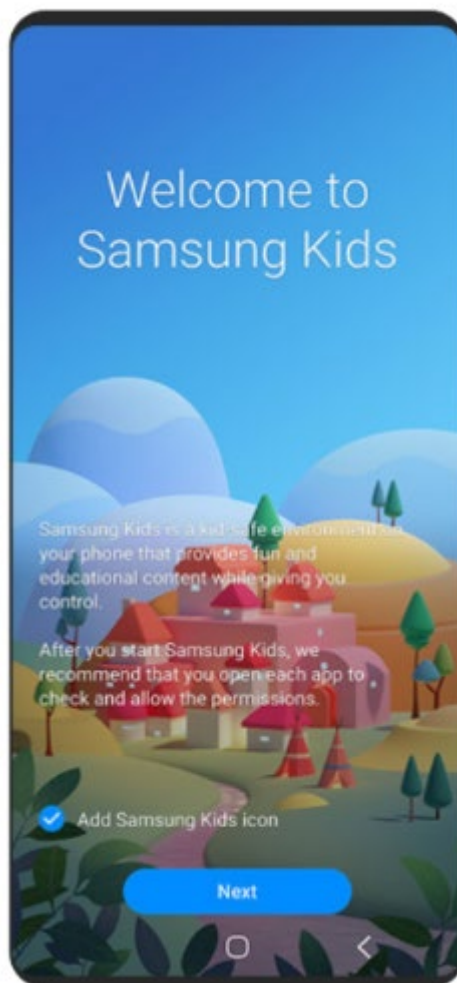 Welcome to
Samsung Kids
Samsung Kids is a kid-safe environment on
your phone that provides fun and
educational content while giving you
control.
After you start Samsung Kids, we
recommend that you open each app to
check and allow the permissions.
Add Samsung Kids icon
Next